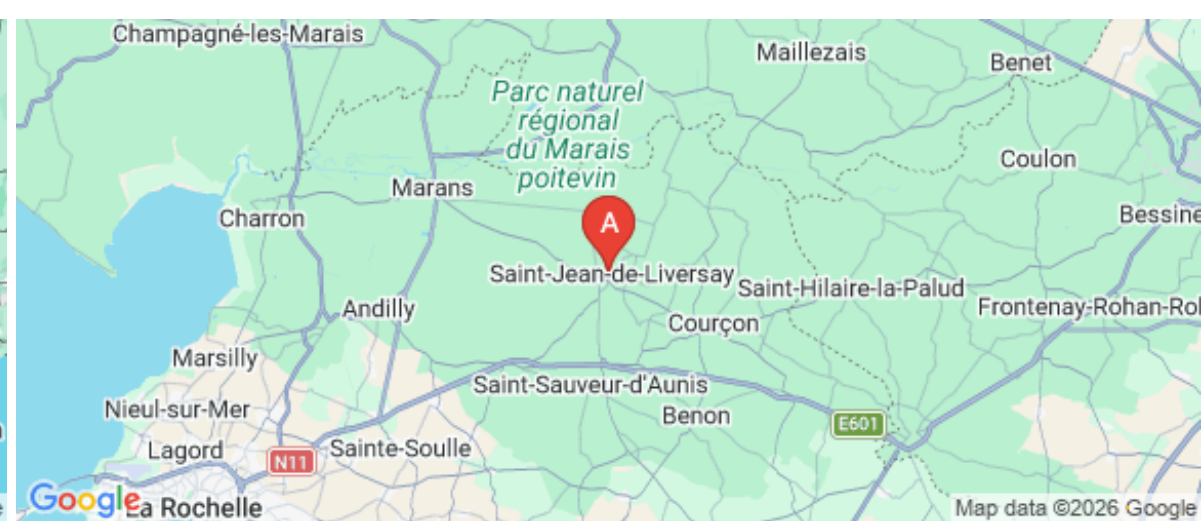 Champagné-les-Marais
Maillezais
Benet
Parc naturel
régional
du Marais
poitevin
Coulon
Marans
Charron
Bessine
A
Saint-Jean-de-Liversay
Saint-Hilaire-la-Palud
Andilly
Frontenay-Rohan-Roh
Courçon
Marsilly
Saint-Sauveur-d'Aunis
Nieul-sur-Mer
Benon
E601
Lagord
N11
Sainte-Soulle
Google
La Rochelle
Map data ©2026 Google